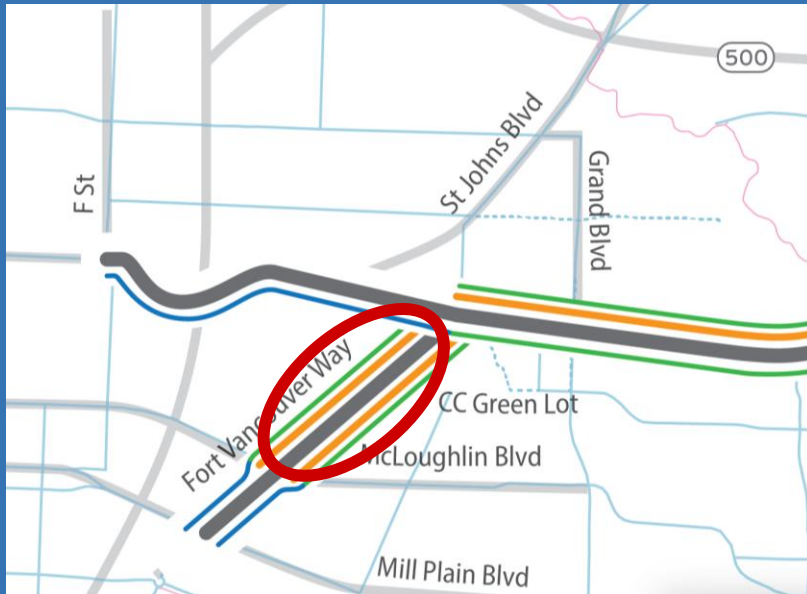 500
St Johns Blvd
F St
Grand Blvd
Fort Vancouver Way
CC Green Lot
McLoughlin Blvd
Mill Plain Blvd